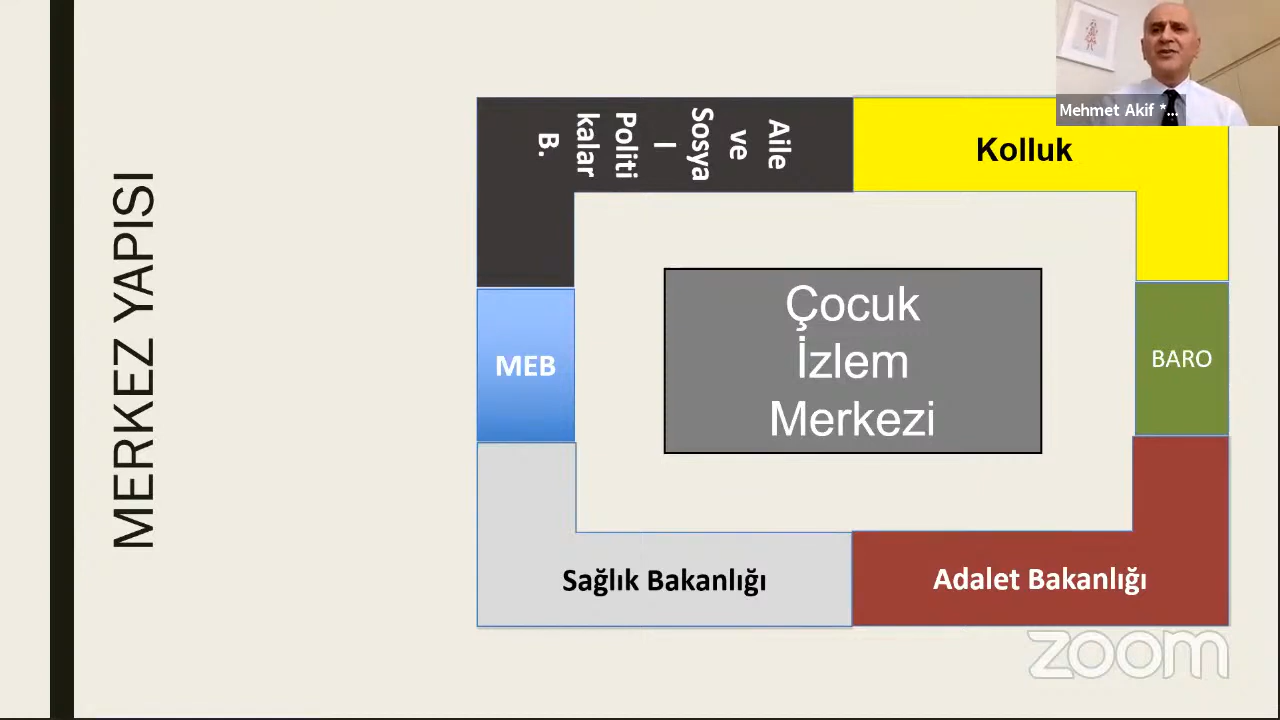 MERKEZ YAPISI
Aile
ve
Sosya
l
Politi
kalar
B.
Kolluk
Mehmet Akif *...
MEB
Çocuk
İzlem
Merkezi
BARO
Sağlık Bakanlığı
Adalet Bakanlığı
zoom